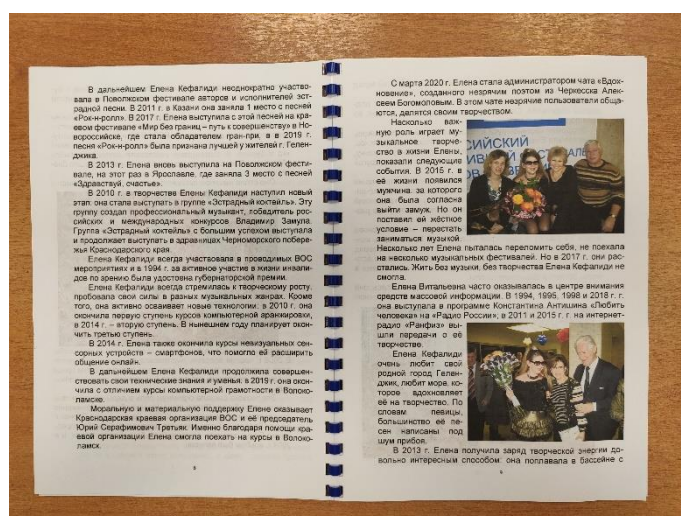 В дальнейшем Елена Кефалиди неоднократно участво-
вала в Поволжском фестивале авторов и исполнителей эст-
радной песни. В 2011 г. в Казани она заняла 1 место с песней
«Рок-н-ролл». В 2017 г. Елена выступила с этой песней на кра-
евом фестивале «Мир без границ – путь к совершенству» в Но-
вороссийске, где стала обладателем гран-при, а в 2019 г.
песня «Рок-н-ролл» была признана лучшей у жителей г. Гелен-
джика.
В 2013 г. Елена вновь выступила на Поволжском фести-
вале, на этот раз в Ярославле, где заняла 3 место с песней
«Здравствуй, счастье».
В 2010 г. в творчестве Елены Кефалиди наступил новый
этап: она стала выступать в группе «Эстрадный коктейль». Эту
группу создал профессиональный музыкант, победитель рос-
сийских и международных конкурсов Владимир Замула.
Группа «Эстрадный коктейль» с большим успехом выступала
и продолжает выступать в здравницах Черноморского побере-
жья Краснодарского края.
Елена Кефалиди всегда участвовала в проводимых ВОС
мероприятиях и в 1994 г. за активное участие в жизни инвали-
дов по зрению была удостоена губернаторской премии.
Елена Кефалиди всегда стремилась к творческому росту,
пробовала свои силы в разных музыкальных жанрах. Кроме
того, она активно осваивает новые технологии: в 2010 г. она
окончила первую ступень курсов компьютерной аранжировки,
в 2014 г. – вторую ступень. В нынешнем году планирует окон-
чить третью ступень.
В 2014 г. Елена также окончила курсы невизуальных сен-
сорных устройств – смартфонов, что помогло ей расширить
общение онлайн.
В дальнейшем Елена Кефалиди продолжила совершен-
ствовать свои технические знания и уменья: в 2019 г. она окон-
чила с отличием курсы компьютерной грамотности в Волоко-
ламске.
Моральную и материальную поддержку Елене оказывает
Краснодарская краевая организация ВОС и её председатель
Юрий Серафимович Третьяк. Именно благодаря помощи кра-
евой организации Елена смогла поехать на курсы в Волоко-
ламск.
С марта 2020 г. Елена стала администратором чата «Вдох-
новение», созданного незрячим поэтом из Черкесска Алек-
сеем Богомоловым. В этом чате незрячие пользователи обща-
ются, делятся своим творчеством.
Насколько важ-
ную роль играет му-
зыкальное творче-
ство в жизни Елены,
показали следующие
события. В 2015 г. в
её жизни появился
мужчина, за которого
она была согласна
выйти замуж. Но он
поставил ей жёсткое
условие – перестать
заниматься музыкой.
Несколько лет Елена пыталась переломить себя, не поехала
на несколько музыкальных фестивалей. Но в 2017 г. они рас-
стались. Жить без музыки, без творчества Елена Кефалиди не
смогла.
Елена Витальевна часто оказывалась в центре внимания
средств массовой информации. В 1994, 1995, 1998 и 2018 г. г.
она выступала в программе Константина Антишина «Любить
человека» на «Радио России»; в 2011 и 2015 г. г. на интернет-
радио «Ранфиз» вы-
шли передачи о её
творчестве.
Елена Кефалиди
очень любит свой
родной город Гелен-
джик, любит море, ко-
торое вдохновляет
её на творчество. По
словам певицы,
большинство её пе-
сен написаны под
шум прибоя.
В 2013 г. Елена получила заряд творческой энергии до-
вольно интересным способом: она поплавала в бассейне с